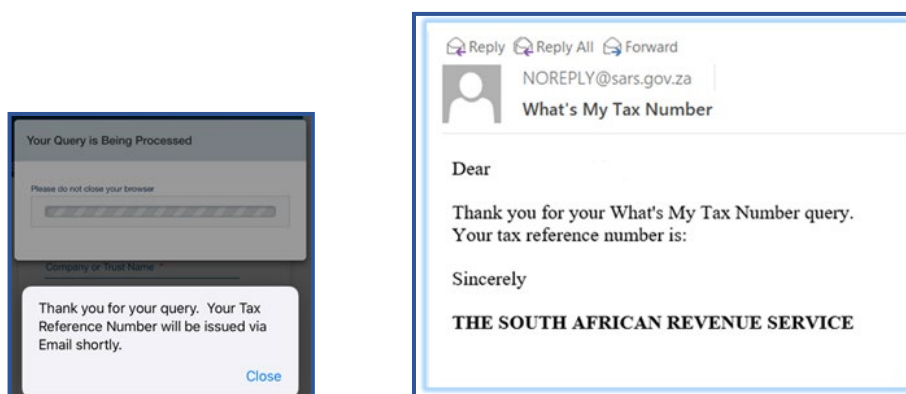 Your Query is Being Processed
Please do not close your browser
Company or Trust Name *
Thank you for your query. Your Tax
Reference Number will be issued via
Email shortly.
Close
Reply Reply All Forward
NOREPLY@sars.gov.za
What's My Tax Number
Dear
Thank you for your What's My Tax Number query.
Your tax reference number is:
Sincerely
THE SOUTH AFRICAN REVENUE SERVICE